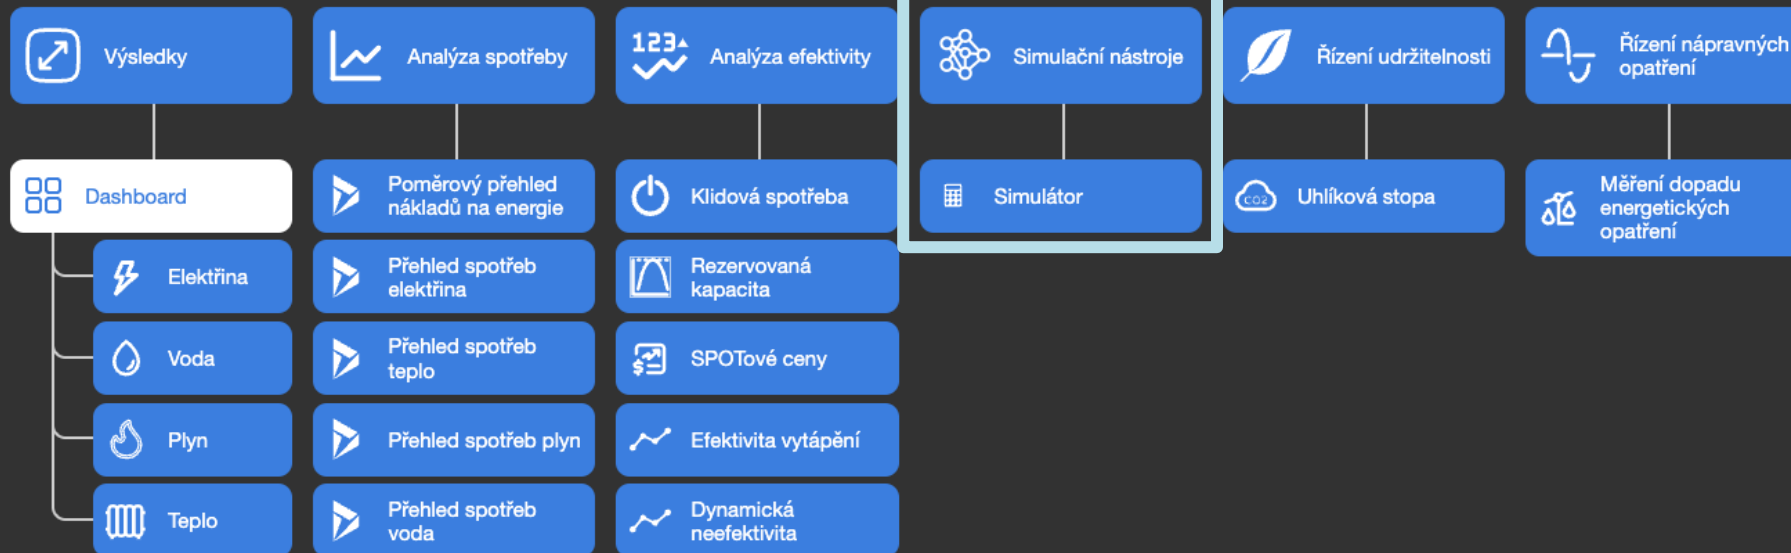 Výsledky
Analýza spotřeby
123
Analýza efektivity
Simulační nástroje
Řízení udržitelnosti
Řízení nápravných
opatření
Dashboard
Elektřina
Voda
Plyn
Teplo
Poměrový přehled
nákladů na energie
Přehled spotřeb
elektřina
Přehled spotřeb
teplo
Přehled spotřeb plyn
Přehled spotřeb
voda
Klidová spotřeba
Rezervovaná
kapacita
$
SPOTové ceny
Efektivita vytápění
Dynamická
neefektivita
Simulátor
CO2
Uhlíková stopa
Měření dopadu
energetických
opatření